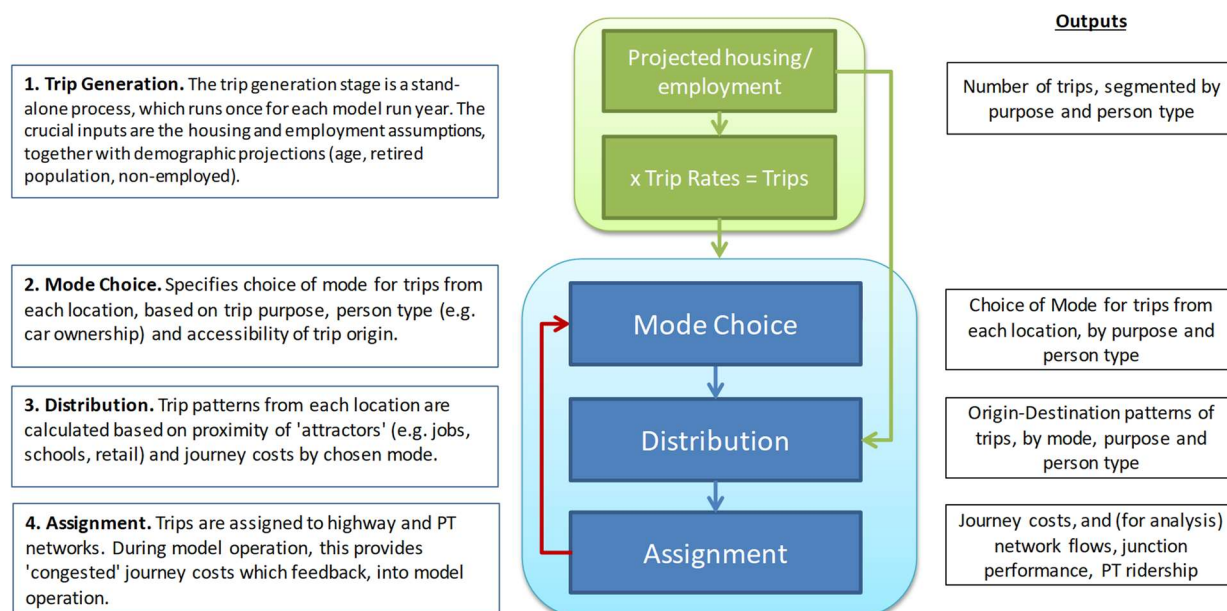 Outputs
1. Trip Generation. The trip generation stage is a stand-
alone process, which runs once for each model run year. The
crucial inputs are the housing and employment assumptions,
together with demographic projections (age, retired
population, non-employed).
Projected housing/
employment
x Trip Rates = Trips
Number of trips, segmented by
purpose and person type
2. Mode Choice. Specifies choice of mode for trips from
each location, based on trip purpose, person type (e.g.
car ownership) and accessibility of trip origin.
Mode Choice
Choice of Mode for trips from
each location, by purpose and
person type
3. Distribution. Trip patterns from each location are
calculated based on proximity of 'attractors' (e.g. jobs,
schools, retail) and journey costs by chosen mode.
Distribution
Origin-Destination patterns of
trips, by mode, purpose and
person type
4. Assignment. Trips are assigned to highway and PT
networks. During model operation, this provides
'congested' journey costs which feedback, into model
operation.
Assignment
Journey costs, and (for analysis)
network flows, junction
performance, PT ridership